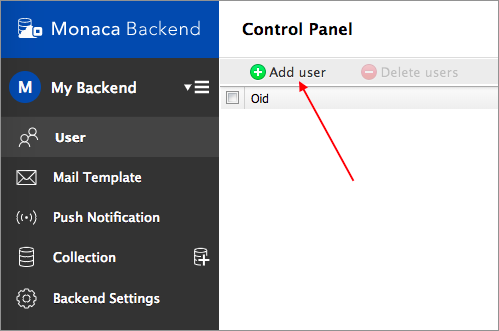 Monaca Backend
M My Backend
User
Mail Template
Push Notification
Collection
Backend Settings
Control Panel
Add user Delete users
Oid